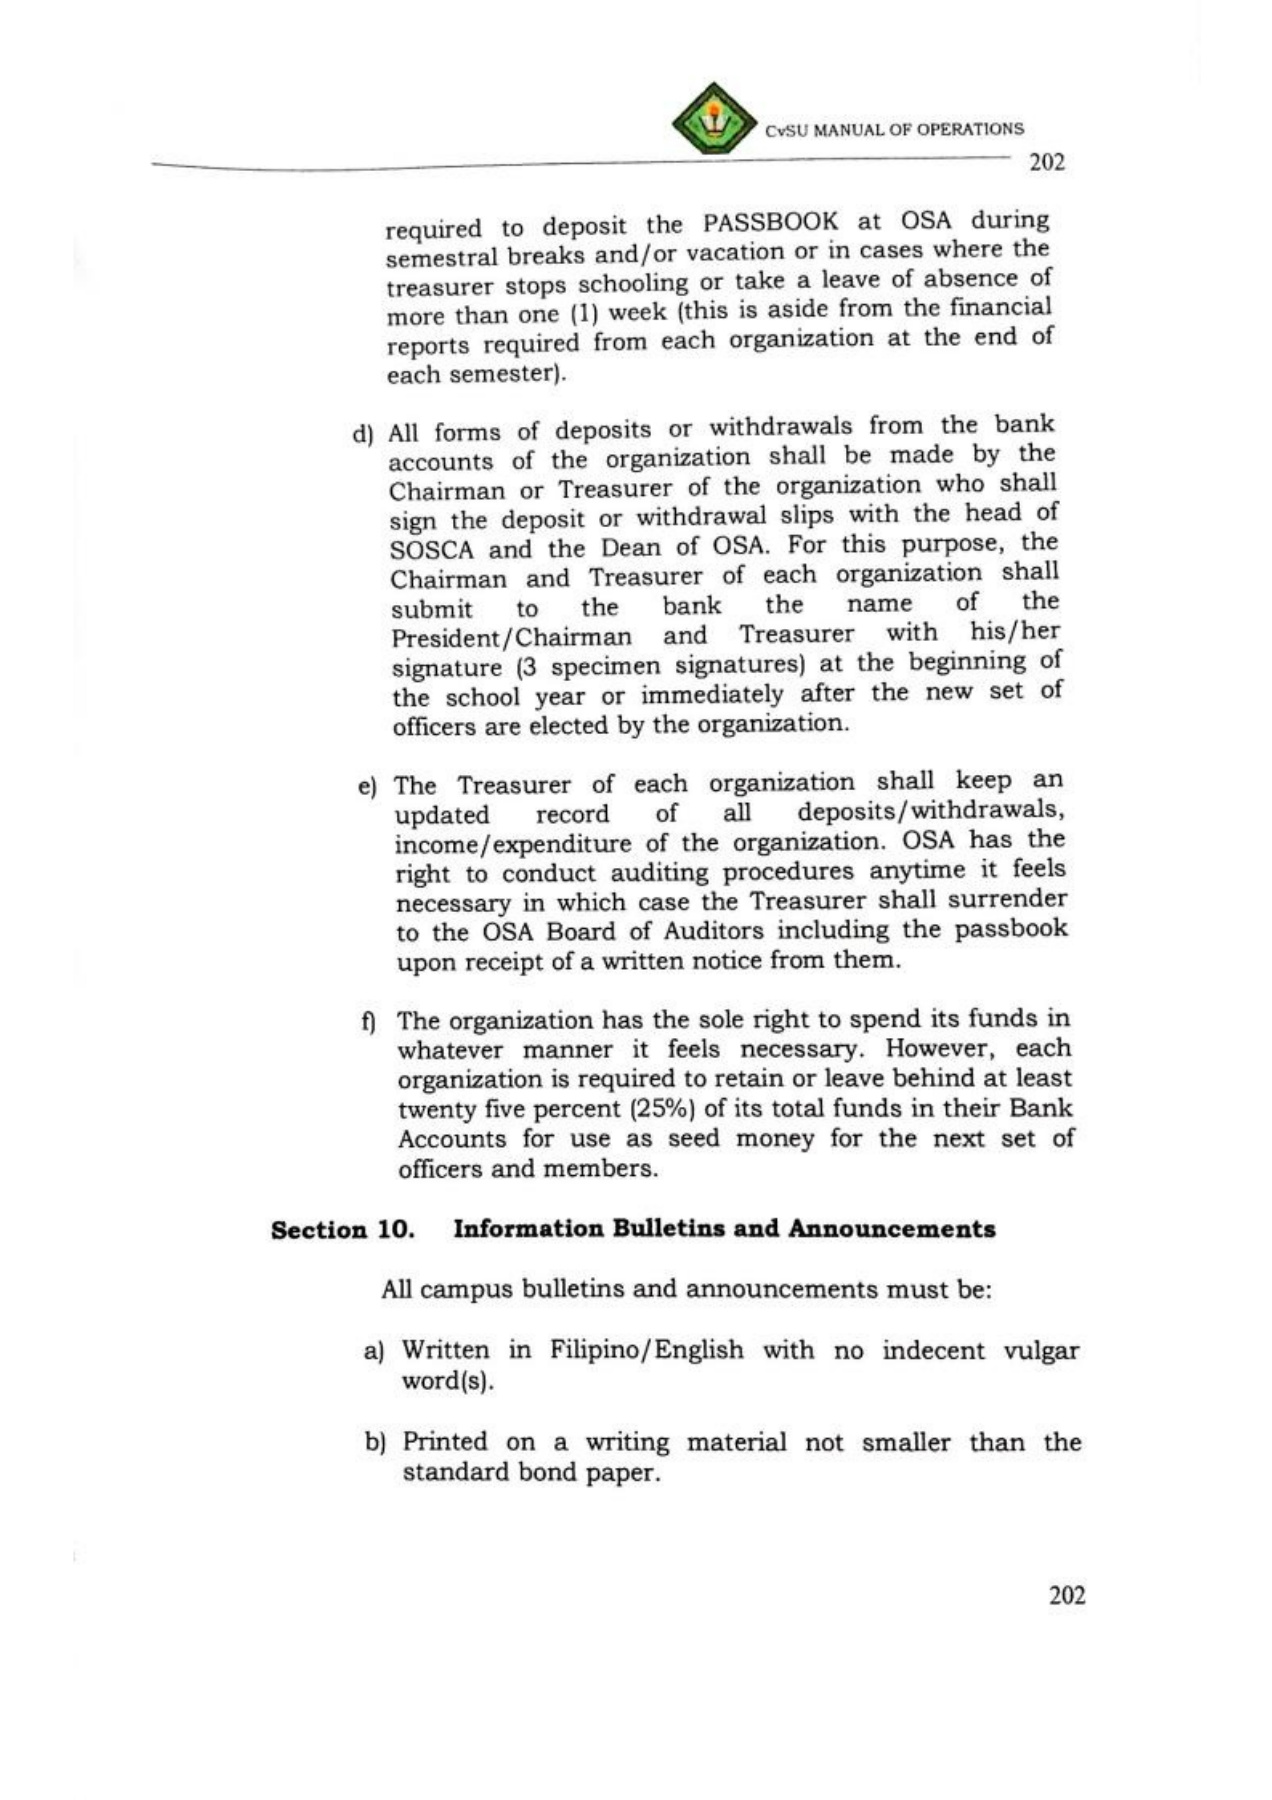 CvSU MANUAL OF OPERATIONS
202
required to deposit the PASSBOOK at OSA during
semestral breaks and/or vacation or in cases where the
treasurer stops schooling or take a leave of absence of
more than one (1) week (this is aside from the financial
reports required from each organization at the end of
each semester).
d) All forms of deposits or withdrawals from the bank
accounts of the organization shall be made by the
Chairman or Treasurer of the organization who shall
sign the deposit or withdrawal slips with the head of
SOSCA and the Dean of OSA. For this purpose, the
Chairman and Treasurer of each organization shall
submit to the bank the name of the
President/Chairman and Treasurer with his/her
signature (3 specimen signatures) at the beginning of
the school year or immediately after the new set of
officers are elected by the organization.
e) The Treasurer of each organization shall keep an
updated record of all deposits/withdrawals,
income/expenditure of the organization. OSA has the
right to conduct auditing procedures anytime it feels
necessary in which case the Treasurer shall surrender
to the OSA Board of Auditors including the passbook
upon receipt of a written notice from them.
f) The organization has the sole right to spend its funds in
whatever manner it feels necessary. However, each
organization is required to retain or leave behind at least
twenty five percent (25%) of its total funds in their Bank
Accounts for use as seed money for the next set of
officers and members.
Section 10. Information Bulletins and Announcements
All campus bulletins and announcements must be:
a) Written in Filipino/English with no indecent vulgar
word(s).
b) Printed on a writing material not smaller than the
standard bond paper.
202